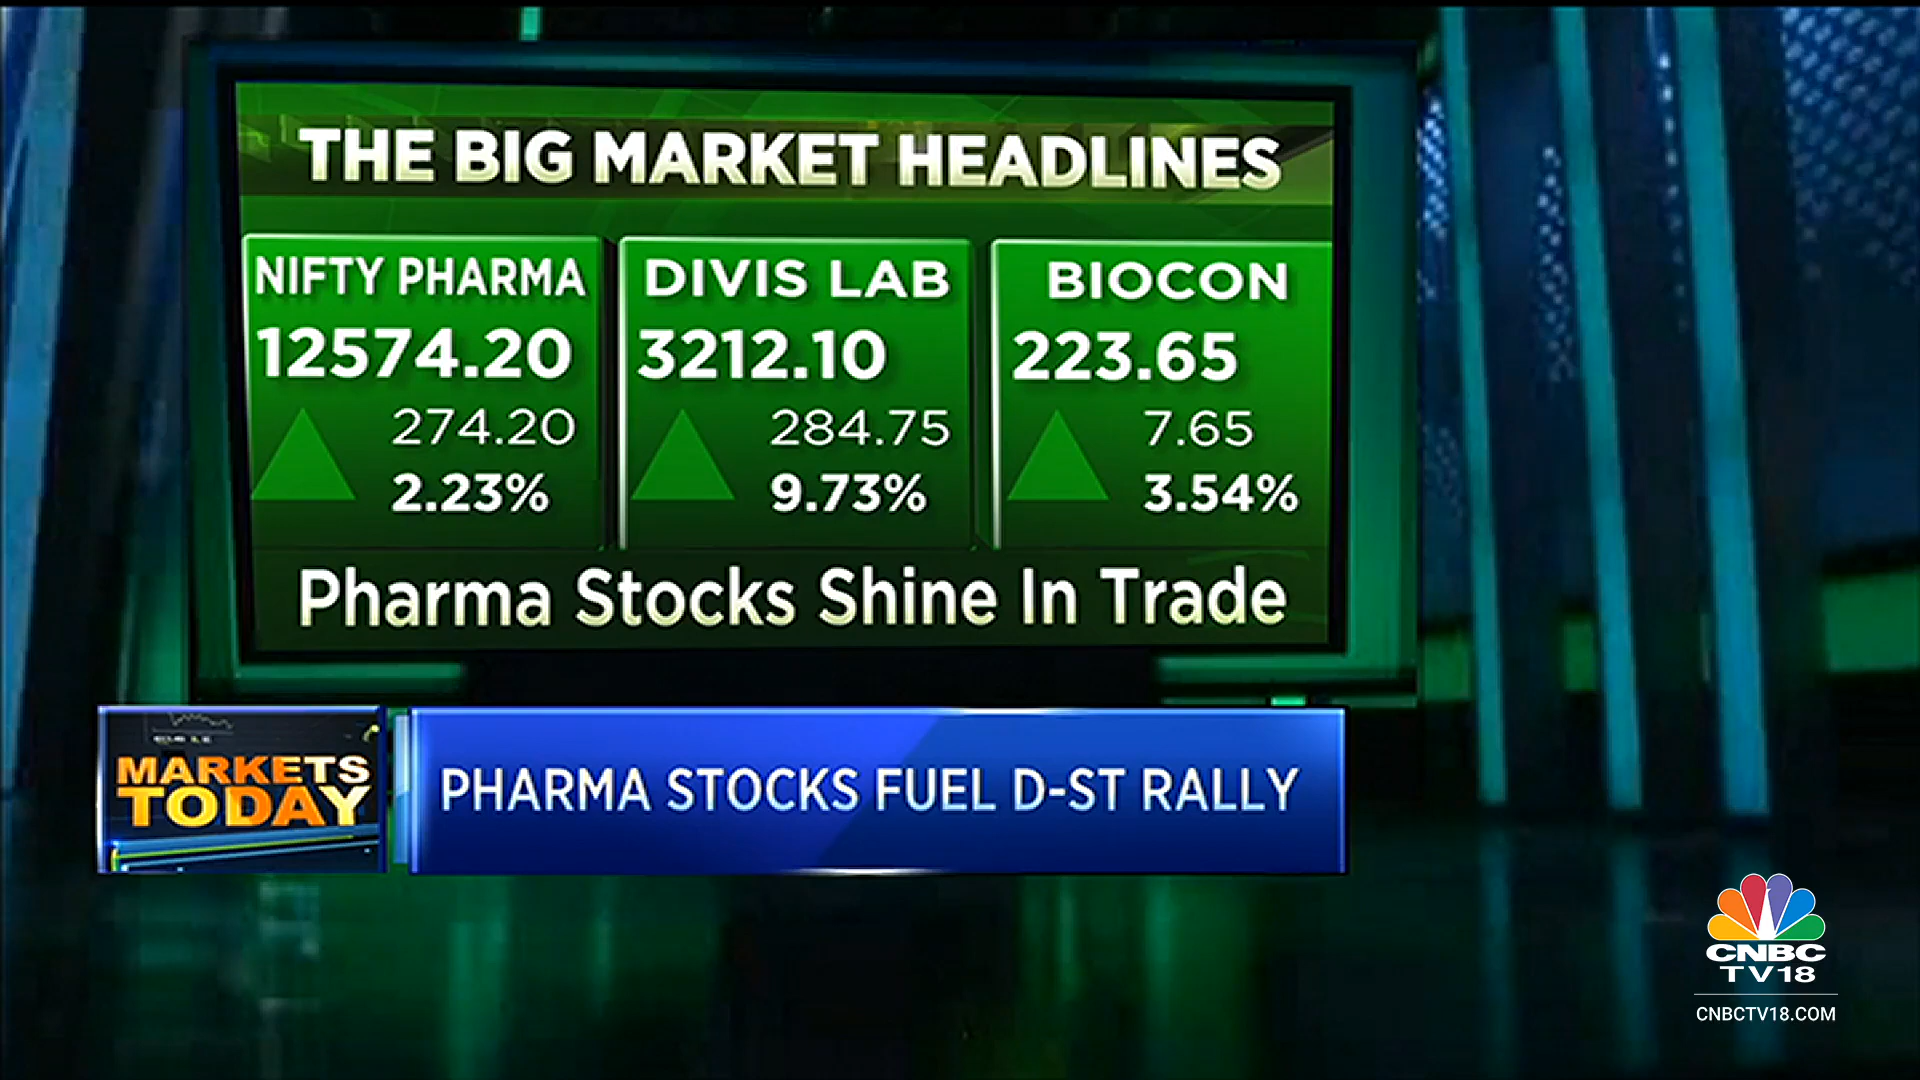 THE BIG MARKET HEADLINES
NIFTY PHARMA
12574.20
274.20
2.23%
DIVIS LAB
3212.10
284.75
9.73%
BIOCON
223.65
7.65
3.54%
Pharma Stocks Shine In Trade
MARKETS
TODAY
PHARMA STOCKS FUEL D-ST RALLY
CNBC
TV18
CNBCTV18.COM